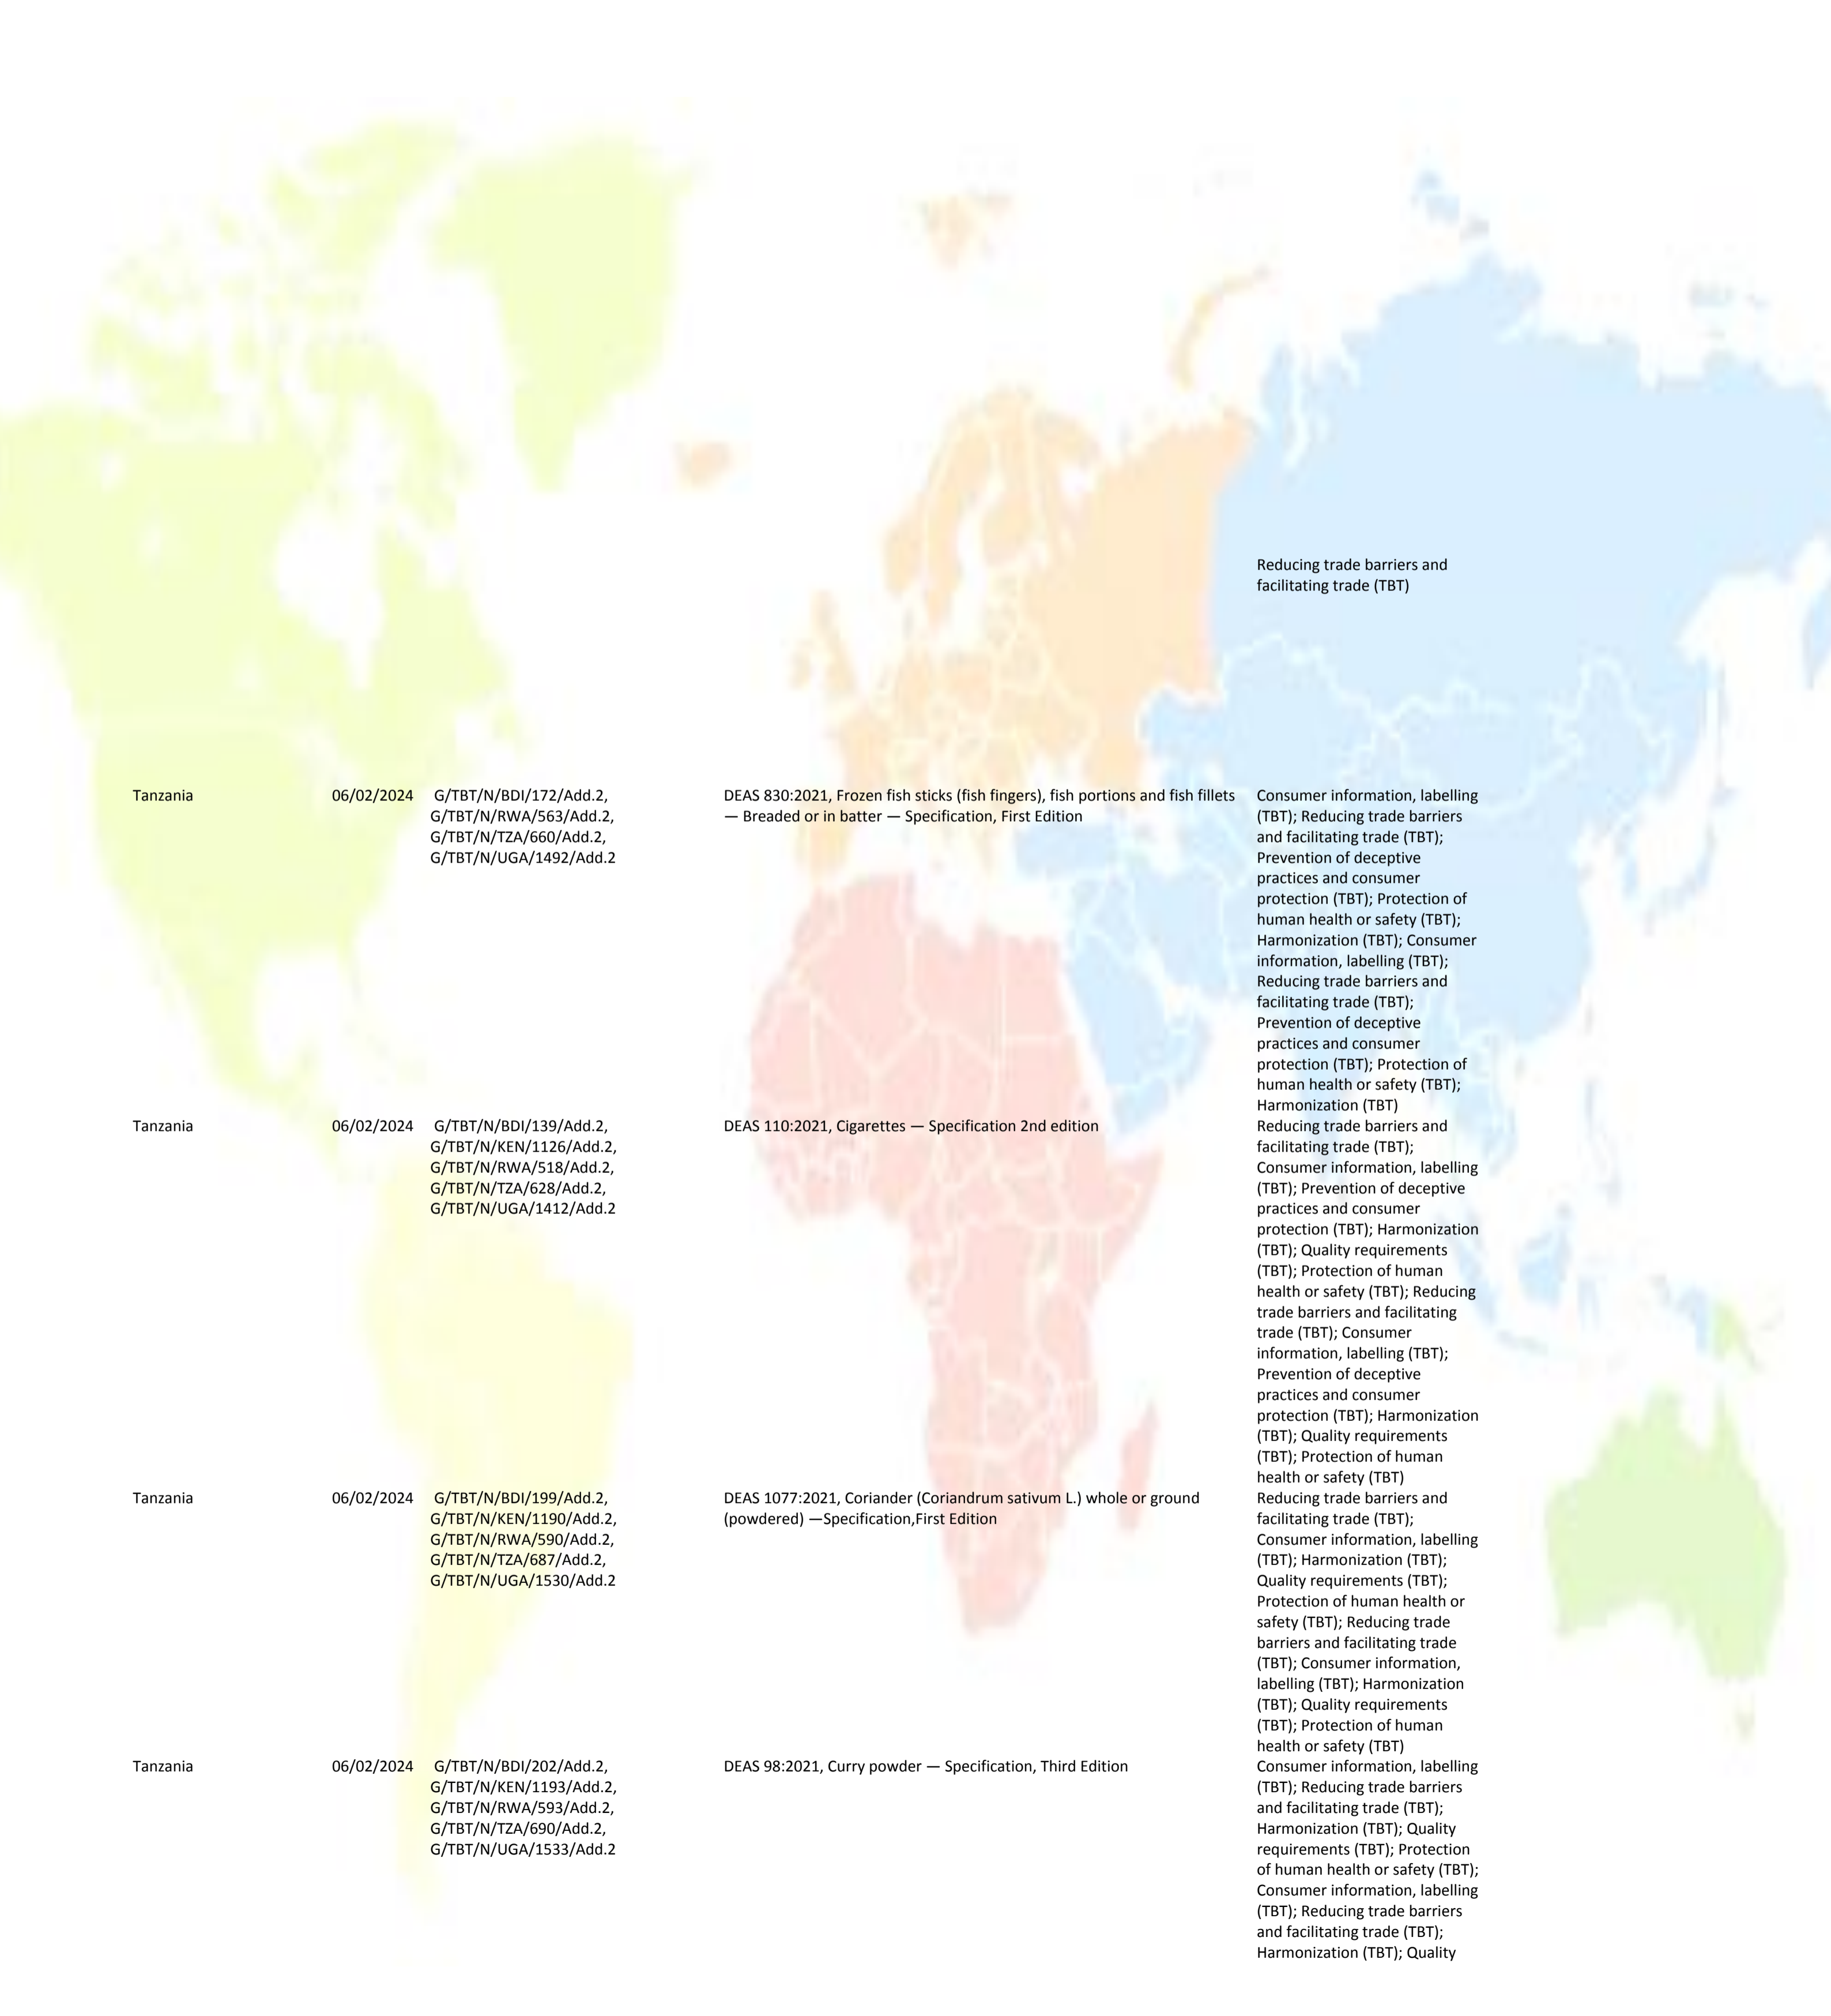 Reducing trade barriers and
facilitating trade (TBT)
Tanzania 06/02/2024 G/TBT/N/BDI/172/Add.2, DEAS 830:2021, Frozen fish sticks (fish fingers), fish portions and fish fillets Consumer information, labelling
G/TBT/N/RWA/563/Add.2, — Breaded or in batter — Specification, First Edition (TBT); Reducing trade barriers
G/TBT/N/TZA/660/Add.2, and facilitating trade (TBT);
G/TBT/N/UGA/1492/Add.2 Prevention of deceptive
practices and consumer
protection (TBT); Protection of
human health or safety (TBT);
Harmonization (TBT); Consumer
information, labelling (TBT);
Reducing trade barriers and
facilitating trade (TBT);
Prevention of deceptive
practices and consumer
protection (TBT); Protection of
human health or safety (TBT);
Harmonization (TBT)
Tanzania 06/02/2024 G/TBT/N/BDI/139/Add.2, DEAS 110:2021, Cigarettes — Specification 2nd edition Reducing trade barriers and
G/TBT/N/KEN/1126/Add.2, facilitating trade (TBT);
G/TBT/N/RWA/518/Add.2, Consumer information, labelling
G/TBT/N/TZA/628/Add.2, (TBT); Prevention of deceptive
G/TBT/N/UGA/1412/Add.2 practices and consumer
protection (TBT); Harmonization
(TBT); Quality requirements
(TBT); Protection of human
health or safety (TBT); Reducing
trade barriers and facilitating
trade (TBT); Consumer
information, labelling (TBT);
Prevention of deceptive
practices and consumer
protection (TBT); Harmonization
(TBT); Quality requirements
(TBT); Protection of human
health or safety (TBT)
Tanzania 06/02/2024 G/TBT/N/BDI/199/Add.2, DEAS 1077:2021, Coriander (Coriandrum sativum L.) whole or ground Reducing trade barriers and
G/TBT/N/KEN/1190/Add.2, (powdered) —Specification,First Edition facilitating trade (TBT);
G/TBT/N/RWA/590/Add.2, Consumer information, labelling
G/TBT/N/TZA/687/Add.2, (TBT); Harmonization (TBT);
G/TBT/N/UGA/1530/Add.2 Quality requirements (TBT);
Protection of human health or
safety (TBT); Reducing trade
barriers and facilitating trade
(TBT); Consumer information,
labelling (TBT); Harmonization
(TBT); Quality requirements
(TBT); Protection of human
health or safety (TBT)
Tanzania 06/02/2024 G/TBT/N/BDI/202/Add.2, DEAS 98:2021, Curry powder — Specification, Third Edition Consumer information, labelling
G/TBT/N/KEN/1193/Add.2, (TBT); Reducing trade barriers
G/TBT/N/RWA/593/Add.2, and facilitating trade (TBT);
G/TBT/N/TZA/690/Add.2, Harmonization (TBT); Quality
G/TBT/N/UGA/1533/Add.2 requirements (TBT); Protection
of human health or safety (TBT);
Consumer information, labelling
(TBT); Reducing trade barriers
and facilitating trade (TBT);
Harmonization (TBT); Quality